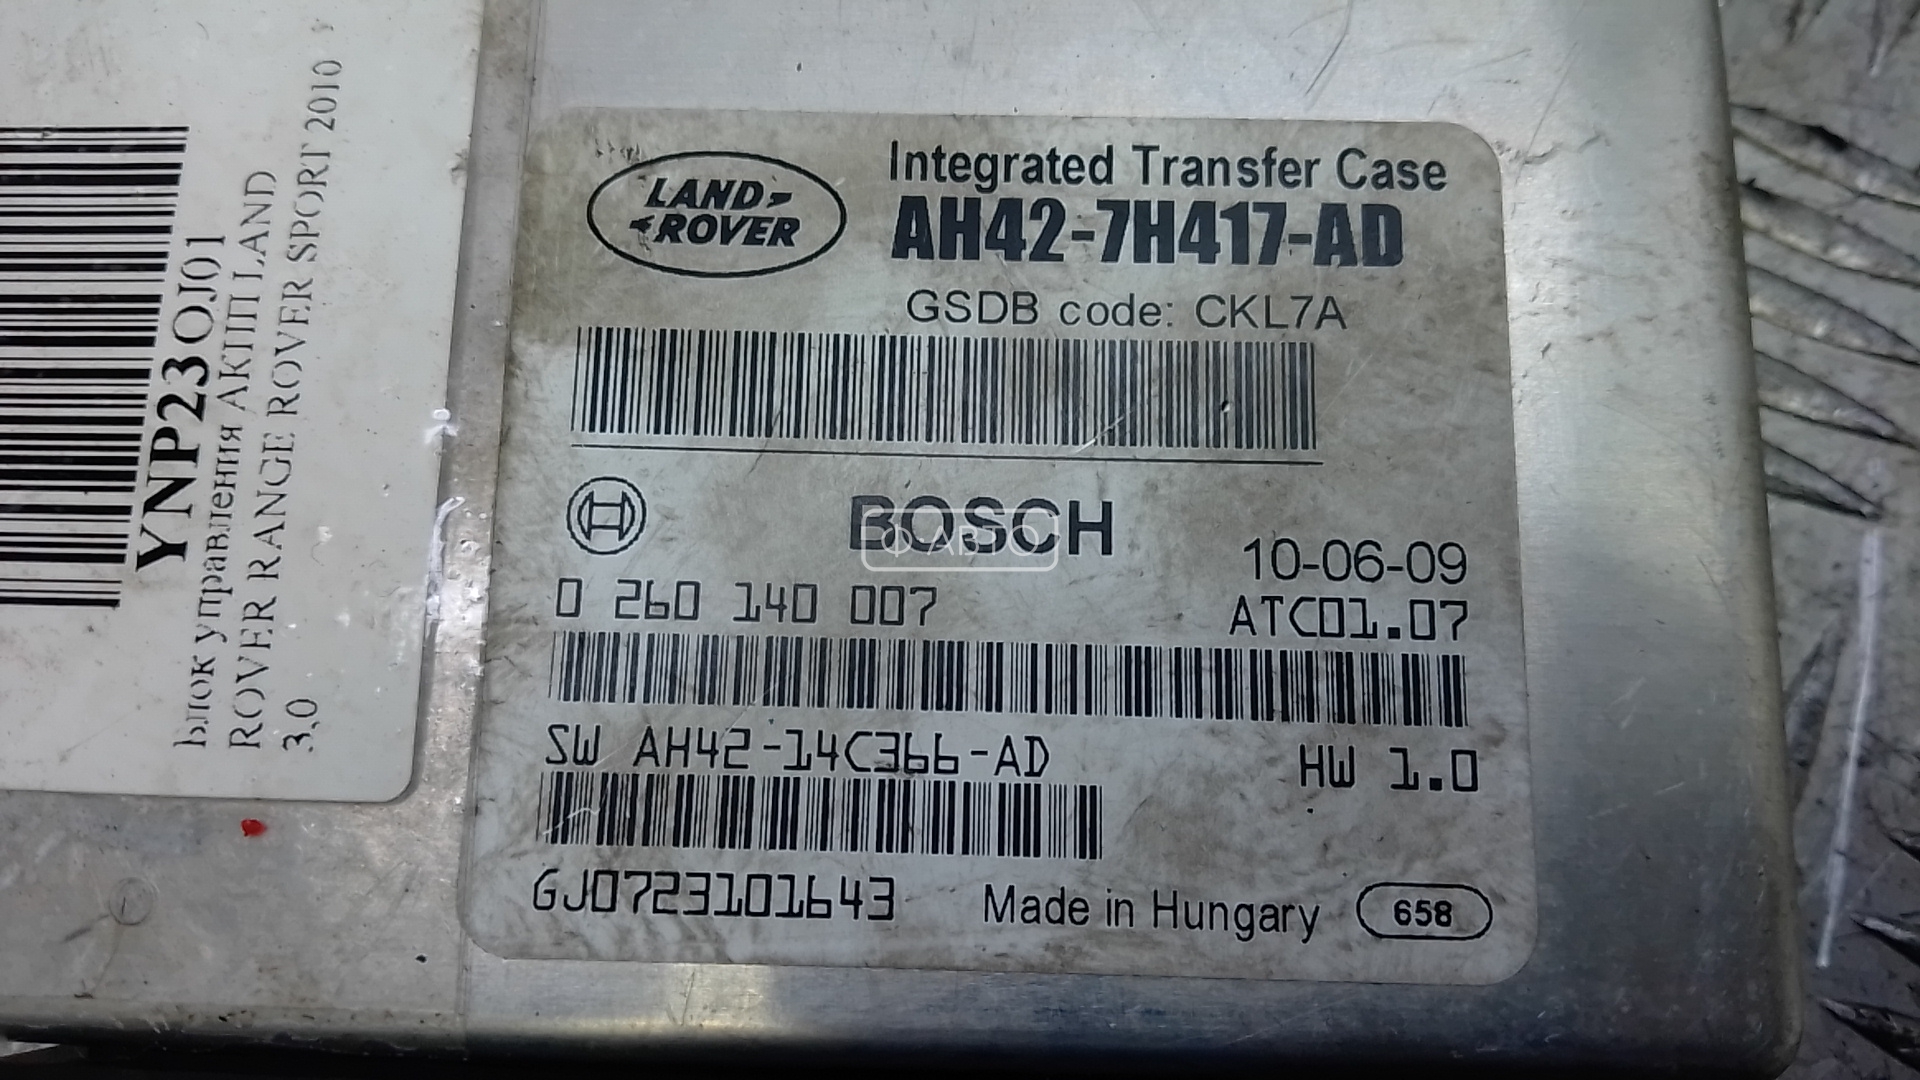 YNP23OJ01
Блок управления АКПП LAND
ROVER RANGE ROVER SPORT 2010
3,0
LAND
ROVER
Integrated Transfer Case
AH42-7H417-AD
GSDB code: CKL7A
BOSCH
Ф-АВТО
10-06-09
0 260 140 007
ATC01.07
SW AH42-14C366-AD
HW 1.0
GJ0723101643
Made in Hungary
658